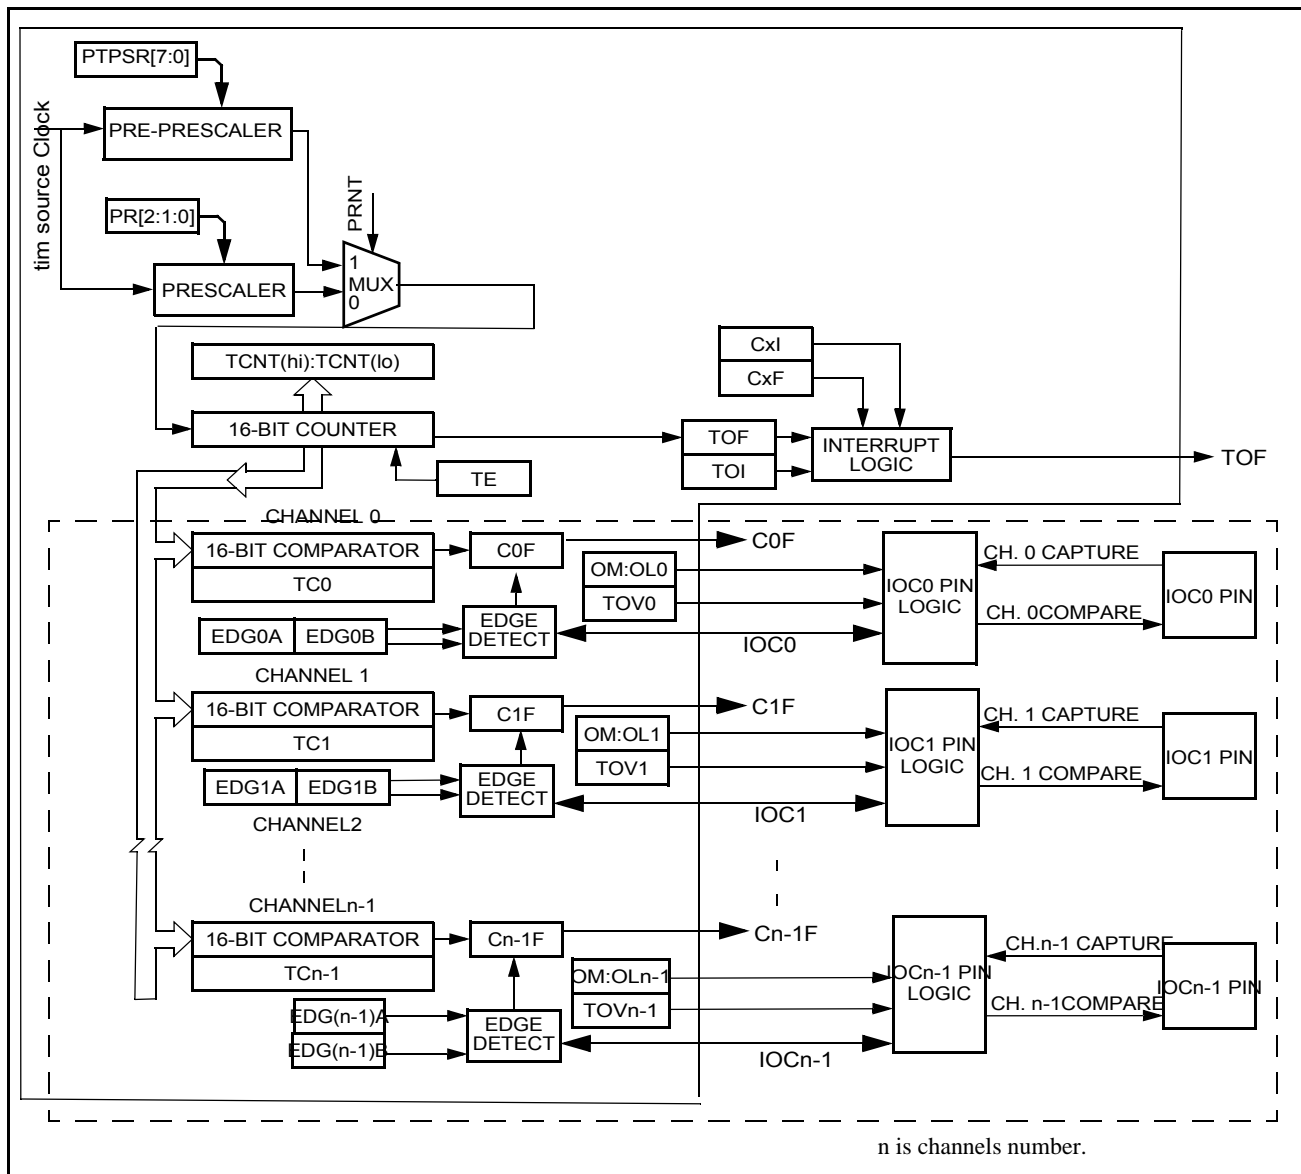 PTPSR[7:0]
tim source Clock
PRE-PRESCALER
PRNT
PR[2:1:0]
1
MUX
0
PRESCALER
TCNT(hi):TCNT(lo)
CxI
CxF
16-BIT COUNTER
TOF
TOI
INTERRUPT
LOGIC
TOF
TE
CHANNEL 0
16-BIT COMPARATOR
TC0
C0F
C0F
OM:OL0
TOV0
IOC0 PIN
LOGIC
CH. 0 CAPTURE
CH. 0COMPARE
IOC0 PIN
EDG0A
EDG0B
EDGE
DETECT
IOC0
CHANNEL 1
16-BIT COMPARATOR
TC1
C1F
C1F
OM:OL1
TOV1
IOC1 PIN
LOGIC
CH. 1 CAPTURE
CH. 1 COMPARE
IOC1 PIN
EDG1A
EDG1B
EDGE
DETECT
IOC1
CHANNEL2
CHANNELn-1
16-BIT COMPARATOR
TCn-1
Cn-1F
Cn-1F
OM:OLn-1
TOVn-1
IOCn-1 PIN
LOGIC
CH.n-1 CAPTURE
CH. n-1COMPARE
IOCn-1 PIN
EDG(n-1)A
EDG(n-1)B
EDGE
DETECT
IOCn-1
n is channels number.